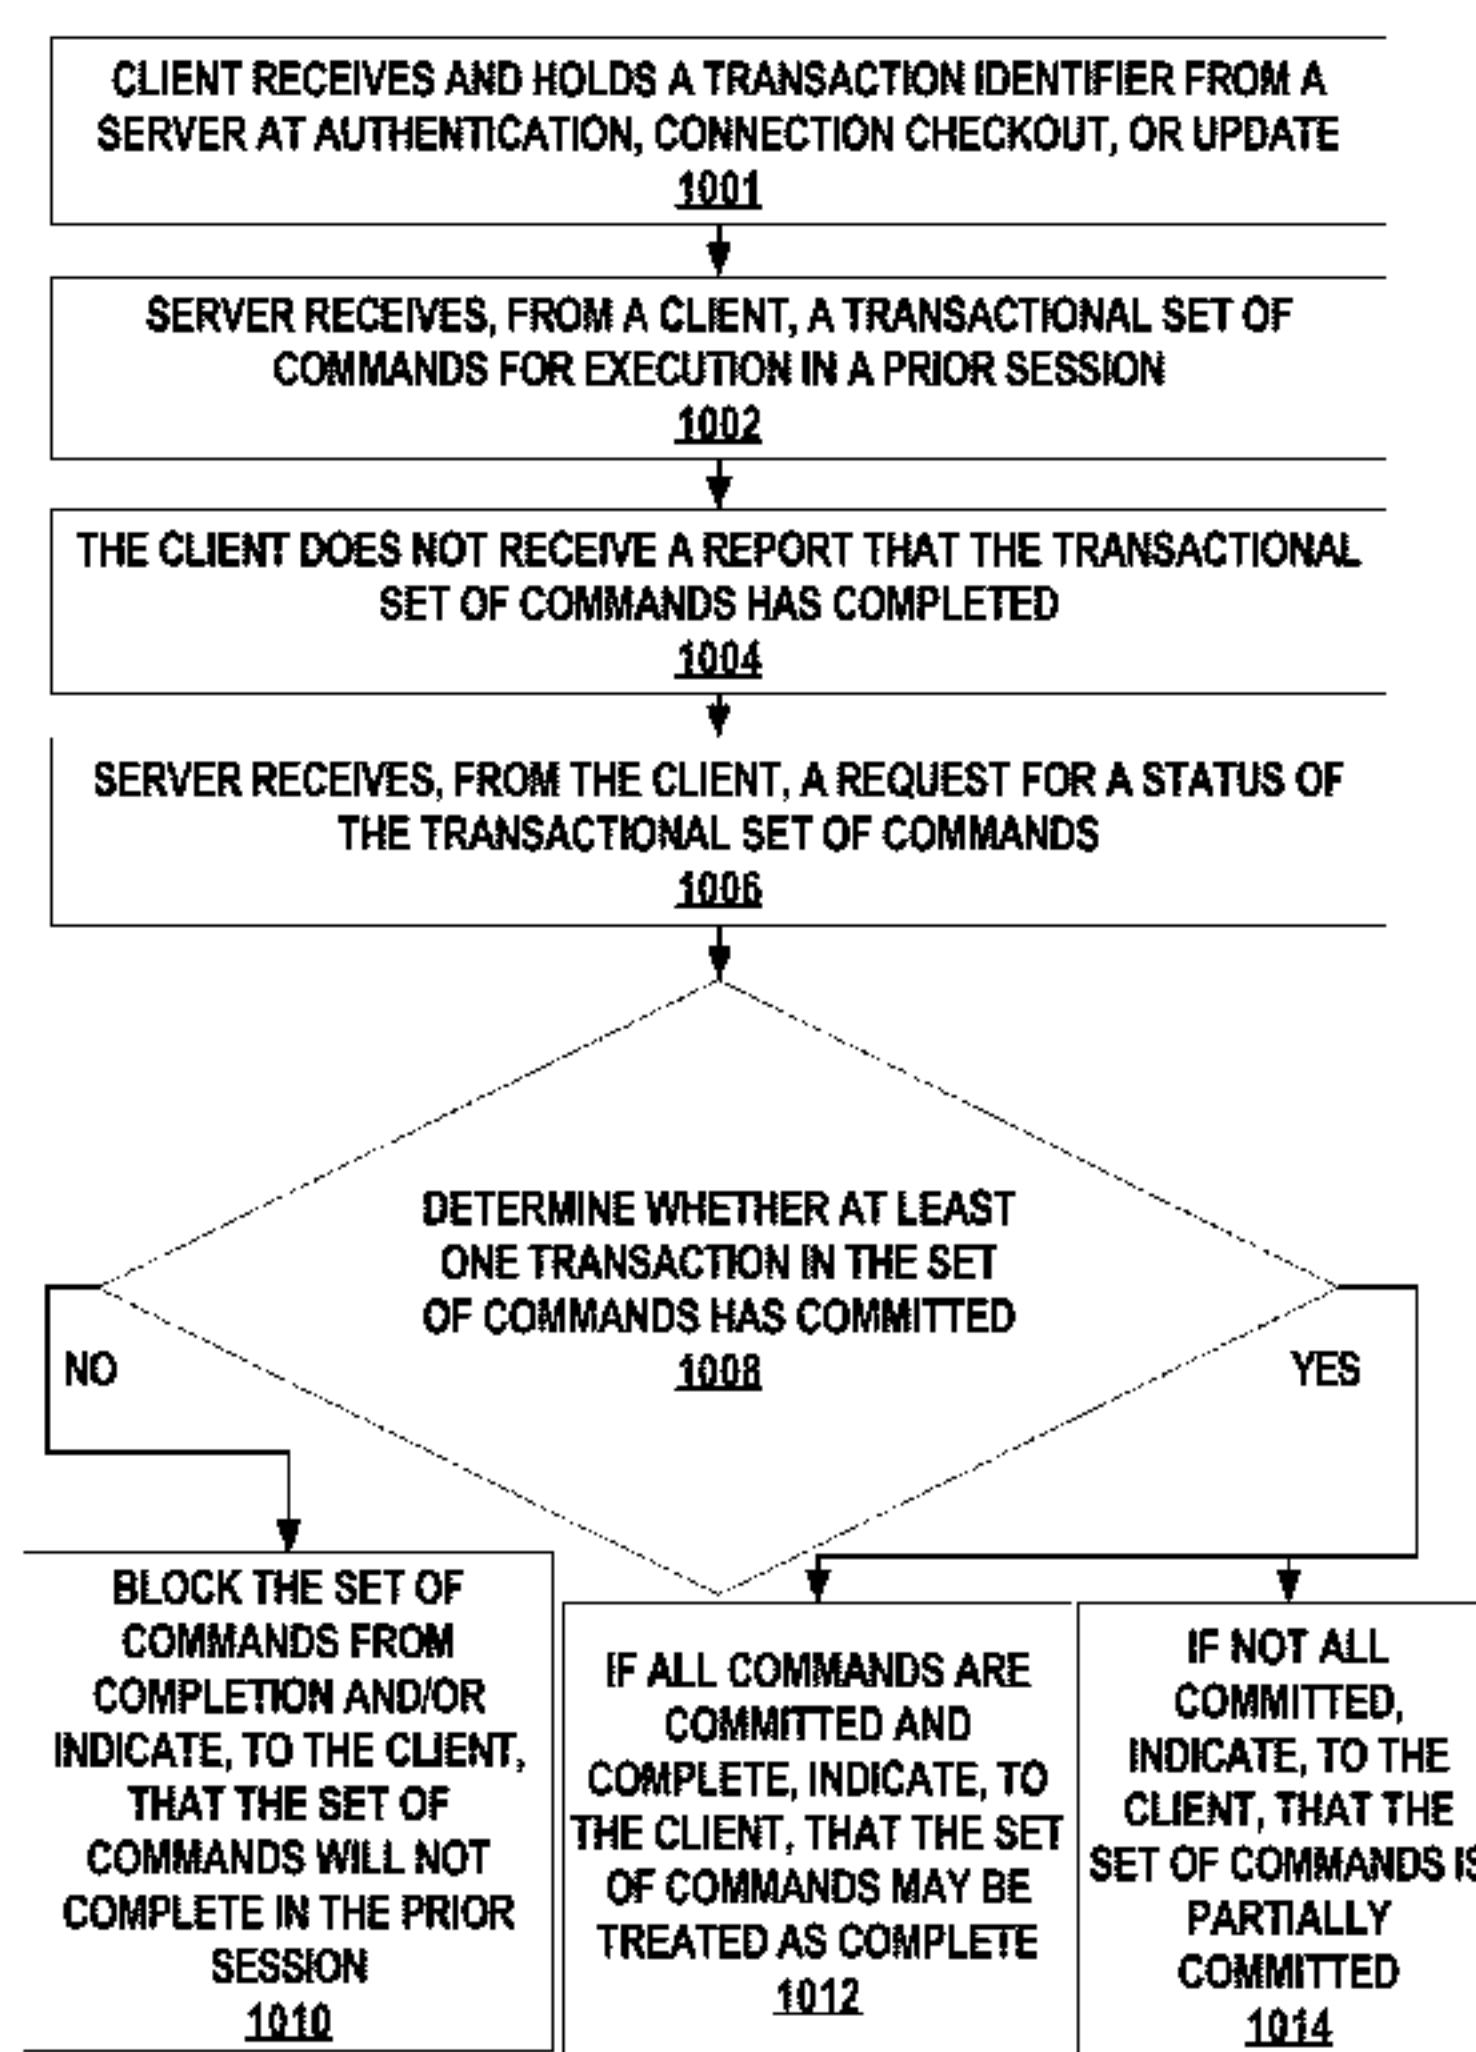 CLIENT RECEIVES AND HOLDS A TRANSACTION IDENTIFIER FROM A
SERVER AT AUTHENTICATION, CONNECTION CHECKOUT, OR UPDATE
1001
SERVER RECEIVES, FROM A CLIENT, A TRANSACTIONAL SET OF
COMMANDS FOR EXECUTION IN A PRIOR SESSION
1002
THE CLIENT DOES NOT RECEIVE A REPORT THAT THE TRANSACTIONAL
SET OF COMMANDS HAS COMPLETED
1004
SERVER RECEIVES, FROM THE CLIENT, A REQUEST FOR A STATUS OF
THE TRANSACTIONAL SET OF COMMANDS
1006
DETERMINE WHETHER AT LEAST
ONE TRANSACTION IN THE SET
OF COMMANDS HAS COMMITTED
1008
NO
YES
BLOCK THE SET OF
COMMANDS FROM
COMPLETION AND/OR
INDICATE, TO THE CLIENT,
THAT THE SET OF
COMMANDS WILL NOT
COMPLETE IN THE PRIOR
SESSION
1010
IF ALL COMMANDS ARE
COMMITTED AND
COMPLETE, INDICATE, TO
THE CLIENT, THAT THE SET
OF COMMANDS MAY BE
TREATED AS COMPLETE
1012
IF NOT ALL
COMMITTED,
INDICATE, TO THE
CLIENT, THAT THE
SET OF COMMANDS IS
PARTIALLY
COMMITTED
1014